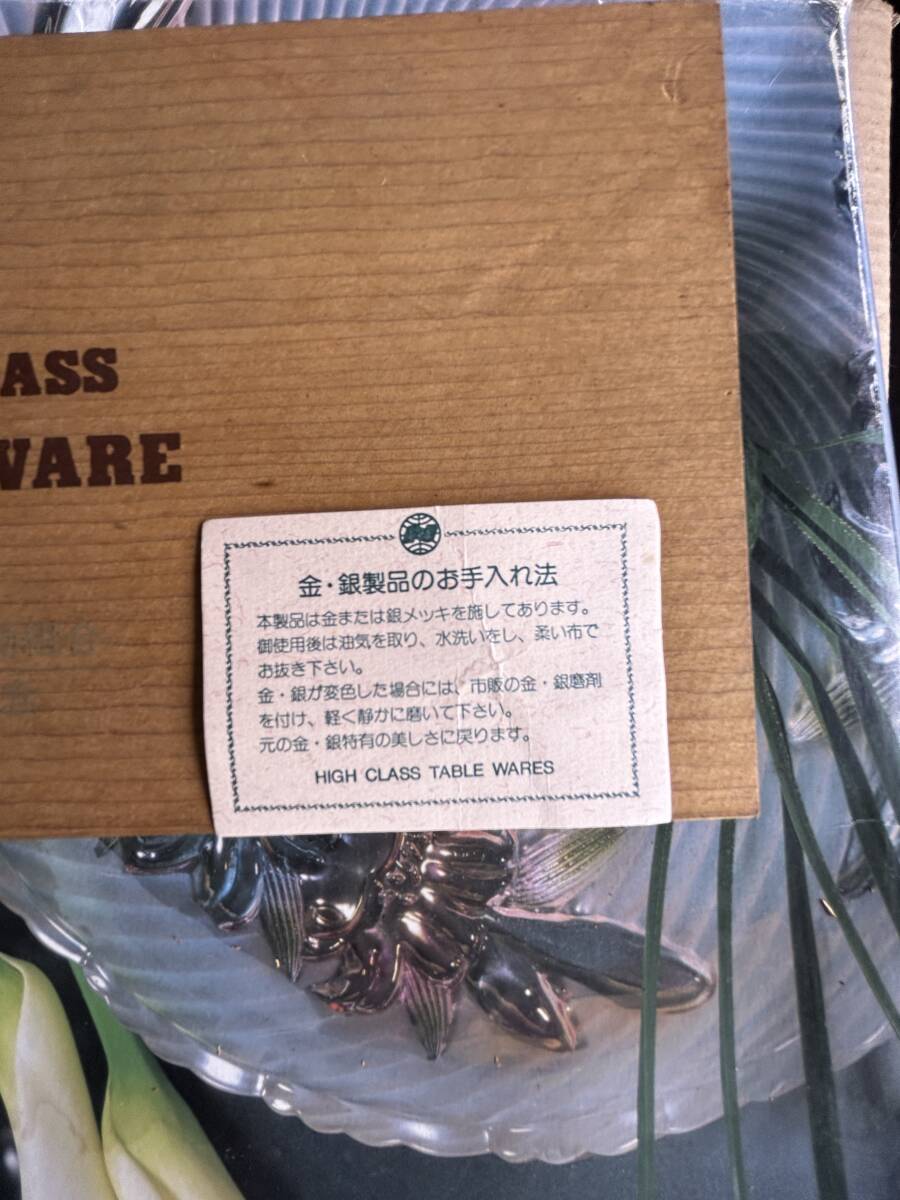 ASS
WARE
金・銀製品のお手入れ法
本製品は金または銀メッキを施してあります。
御使用後は油気を取り、水洗いをし、柔い布で
お抜き下さい。
金・銀が変色した場合には、市販の金・銀磨剤
を付け、軽く静かに磨いて下さい。
元の金・銀特有の美しさに戻ります。
HIGH CLASS TABLE WARES